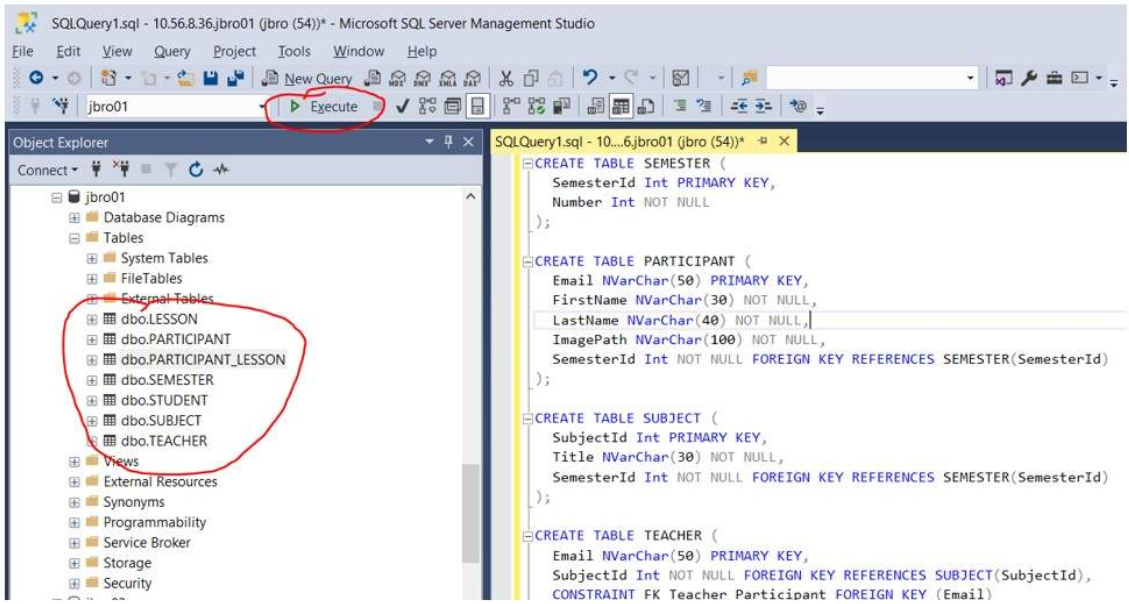 SQLQuery1.sql - 10.56.8.36.jbro01 (jbro (54))* - Microsoft SQL Server Management Studio
File Edit View Query Project Tools Window Help
New Query MDX DMX XMLA DAX
jbro01 Execute
Object Explorer
Connect
jbro01
Database Diagrams
Tables
System Tables
FileTables
External Tables
dbo.LESSON
dbo.PARTICIPANT
dbo.PARTICIPANT_LESSON
dbo.SEMESTER
dbo.STUDENT
dbo.SUBJECT
dbo.TEACHER
Views
External Resources
Synonyms
Programmability
Service Broker
Storage
Security
SQLQuery1.sql - 10....6.jbro01 (jbro (54))*
CREATE TABLE SEMESTER (
SemesterId Int PRIMARY KEY,
Number Int NOT NULL
);
CREATE TABLE PARTICIPANT (
Email NVarChar(50) PRIMARY KEY,
FirstName NVarChar(30) NOT NULL,
LastName NVarChar(40) NOT NULL,
ImagePath NVarChar(100) NOT NULL,
SemesterId Int NOT NULL FOREIGN KEY REFERENCES SEMESTER(SemesterId)
);
CREATE TABLE SUBJECT (
SubjectId Int PRIMARY KEY,
Title NVarChar(30) NOT NULL,
SemesterId Int NOT NULL FOREIGN KEY REFERENCES SEMESTER(SemesterId)
);
CREATE TABLE TEACHER (
Email NVarChar(50) PRIMARY KEY,
SubjectId Int NOT NULL FOREIGN KEY REFERENCES SUBJECT(SubjectId),
CONSTRAINT FK_Teacher_Participant FOREIGN KEY (Email)